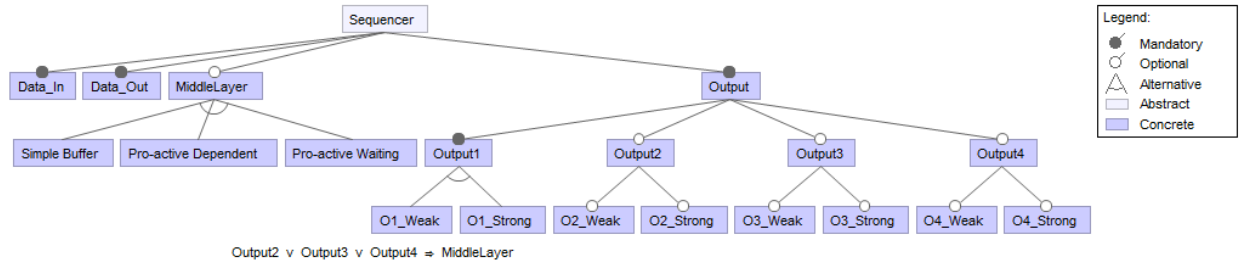 Sequencer
Legend:
Mandatory
Optional
Alternative
Abstract
Concrete
Data_In
Data_Out
MiddleLayer
Output
Simple Buffer
Pro-active Dependent
Pro-active Waiting
Output1
Output2
Output3
Output4
O1_Weak
O1_Strong
O2_Weak
O2_Strong
O3_Weak
O3_Strong
O4_Weak
O4_Strong
Output2 ∨ Output3 ∨ Output4 ⇒ MiddleLayer